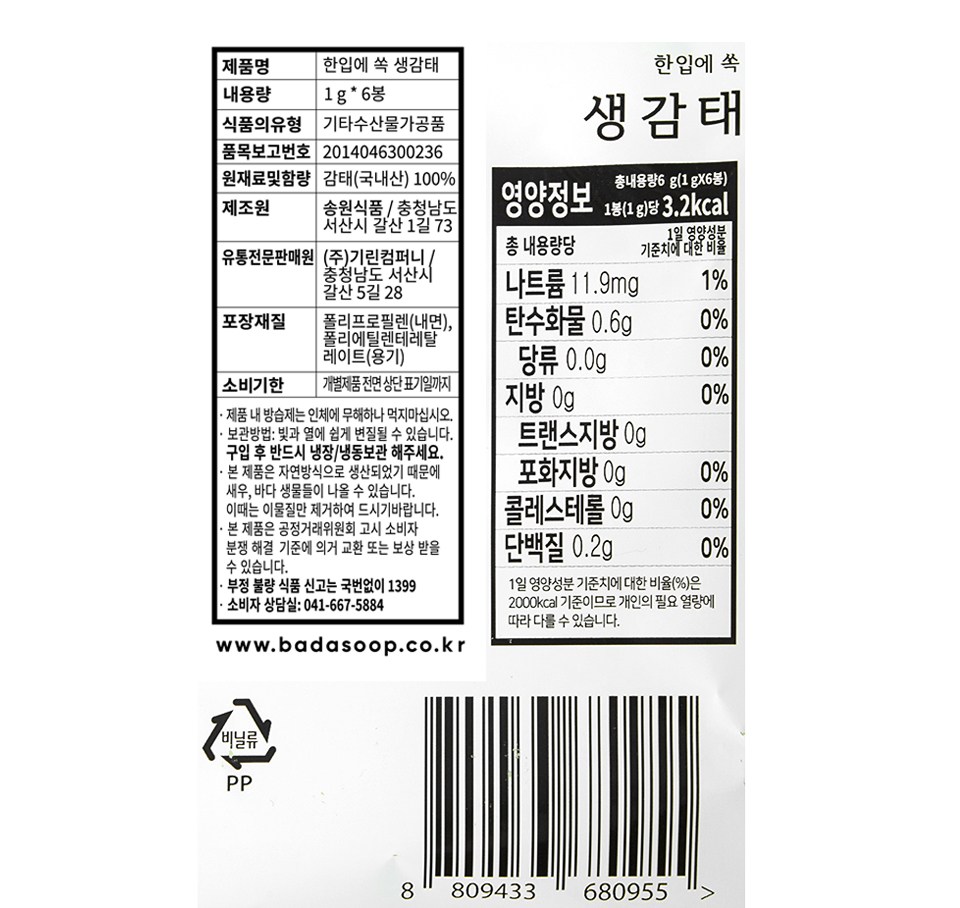 제품명 한입에 쏙 생감태
내용량 1 g * 6봉
식품의유형 기타수산물가공품
품목보고번호 2014046300236
원재료및함량 감태(국내산) 100%
제조원 송원식품 / 충청남도
서산시 갈산 1길 73
유통전문판매원 (주)기린컴퍼니 /
충청남도 서산시
갈산 5길 28
포장재질 폴리프로필렌(내면),
폴리에틸렌테레탈
레이트(용기)
소비기한 개별제품 전면 상단 표기일까지
· 제품 내 방습제는 인체에 무해하나 먹지마십시오.
· 보관방법: 빛과 열에 쉽게 변질될 수 있습니다.
구입 후 반드시 냉장/냉동보관 해주세요.
· 본 제품은 자연방식으로 생산되었기 때문에
새우, 바다 생물들이 나올 수 있습니다.
이때는 이물질만 제거하여 드시기바랍니다.
· 본 제품은 공정거래위원회 고시 소비자
분쟁 해결 기준에 의거 교환 또는 보상 받을
수 있습니다.
· 부정 불량 식품 신고는 국번없이 1399
· 소비자 상담실: 041-667-5884
www.badasoop.co.kr
한입에 쏙
생감태
영양정보
총내용량6 g(1 gX6봉)
1봉(1 g)당 3.2kcal
총 내용량당
1일 영양성분
기준치에 대한 비율
나트륨 11.9mg 1%
탄수화물 0.6g 0%
당류 0.0g 0%
지방 0g 0%
트랜스지방 0g
포화지방 0g 0%
콜레스테롤 0g 0%
단백질 0.2g 0%
1일 영양성분 기준치에 대한 비율(%)은
2000kcal 기준이므로 개인의 필요 열량에
따라 다를 수 있습니다.
비닐류
PP
8 809433 680955 >